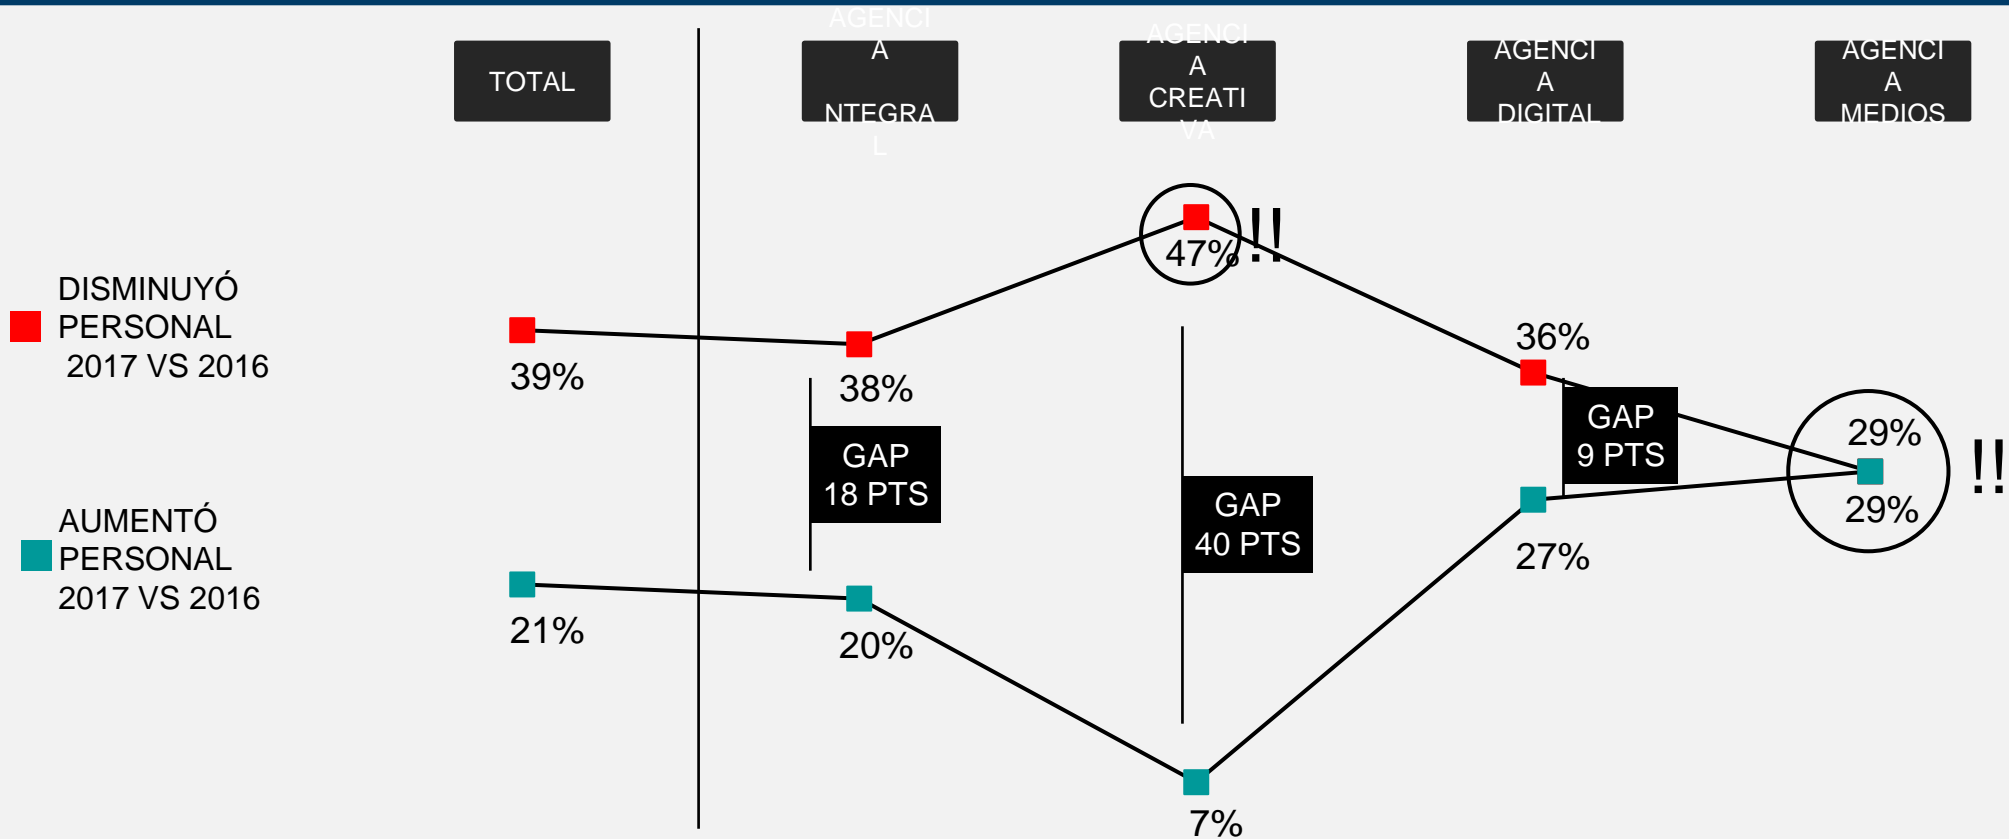 TOTAL
AGENCI
A
NTEGRA
L
AGENCI
A
CREATI
VA
AGENCI
A
DIGITAL
AGENCI
A
MEDIOS
DISMINUYÓ
PERSONAL
2017 VS 2016
39%
38%
47%
!!
36%
29%
29%
!!
GAP
18 PTS
GAP
40 PTS
GAP
9 PTS
AUMENTÓ
PERSONAL
2017 VS 2016
21%
20%
7%
27%